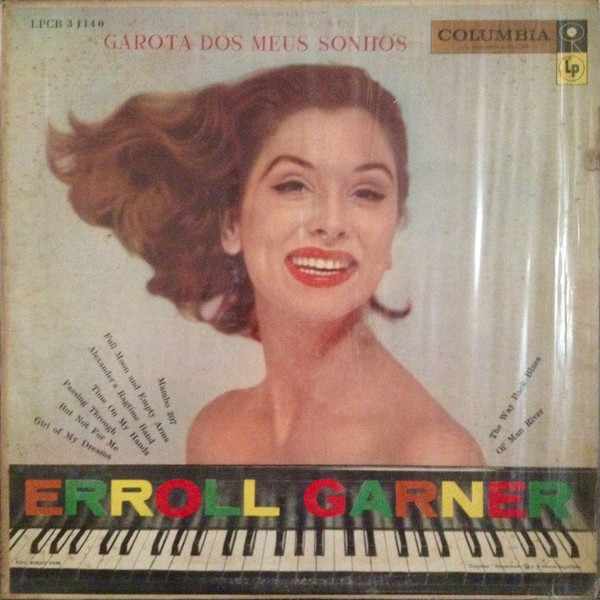 LPCB 31140
GAROTA DOS MEUS SONHOS
COLUMBIA
Lp
Mambo 207
Full Moon and Empty Arms
Alexander's Ragtime Band
Time On My Hands
Passing Through
But Not For Me
Girl of My Dreams
The Way Back Blues
Ol' Man River
ERROLL GARNER